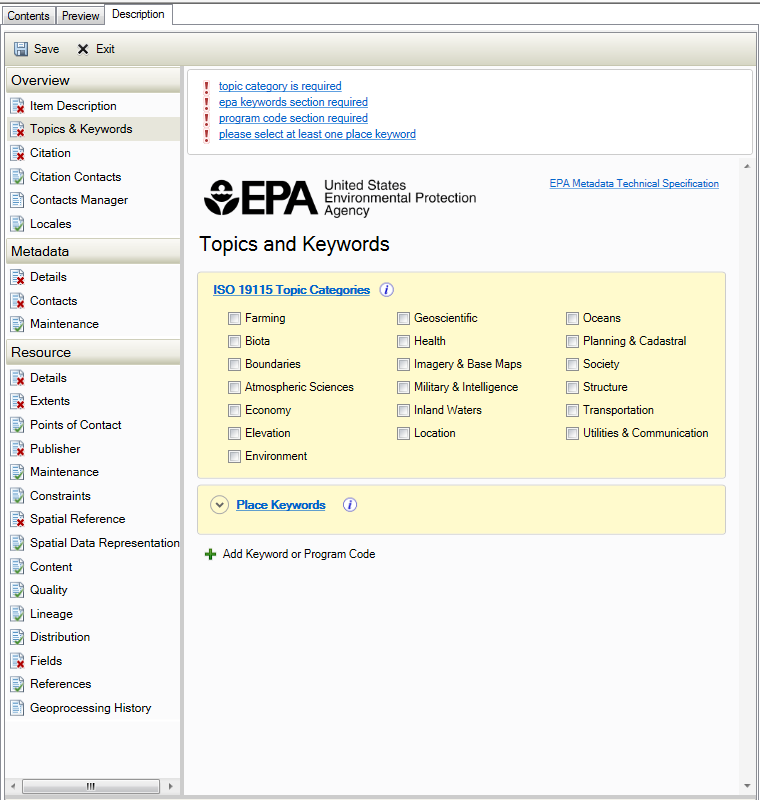 Contents Preview Description
Save Exit
Overview
Item Description
Topics & Keywords
Citation
Citation Contacts
Contacts Manager
Locales
Metadata
Details
Contacts
Maintenance
Resource
Details
Extents
Points of Contact
Publisher
Maintenance
Constraints
Spatial Reference
Spatial Data Representation
Content
Quality
Lineage
Distribution
Fields
References
Geoprocessing History
topic category is required
epa keywords section required
program code section required
please select at least one place keyword
EPA
United States
Environmental Protection
Agency
EPA Metadata Technical Specification
Topics and Keywords
ISO 19115 Topic Categories i
Farming Geoscientific Oceans
Biota Health Planning & Cadastral
Boundaries Imagery & Base Maps Society
Atmospheric Sciences Military & Intelligence Structure
Economy Inland Waters Transportation
Elevation Location Utilities & Communication
Environment
Place Keywords i
Add Keyword or Program Code